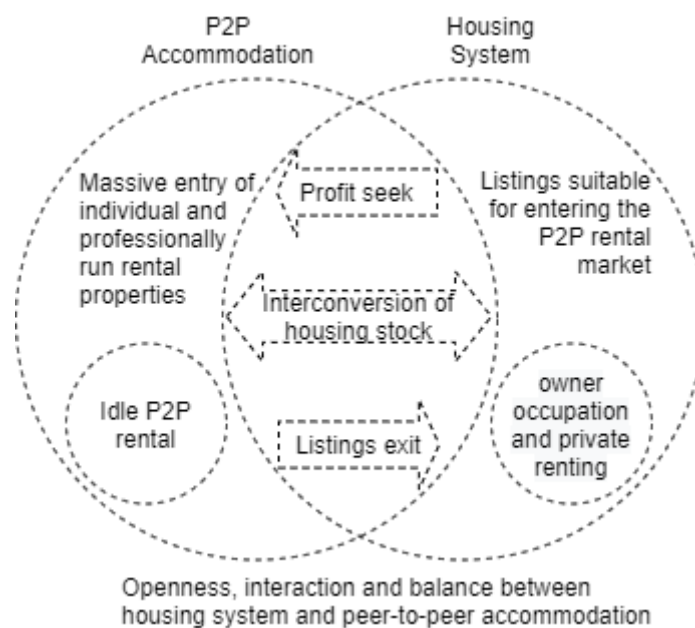 P2P
Accommodation
Housing
System
Massive entry of
individual and
professionally
run rental
properties
Profit seek
Listings suitable
for entering the
P2P rental
market
Interconversion of
housing stock
Idle P2P
rental
Listings exit
owner
occupation
and private
renting
Openness, interaction and balance between
housing system and peer-to-peer accommodation